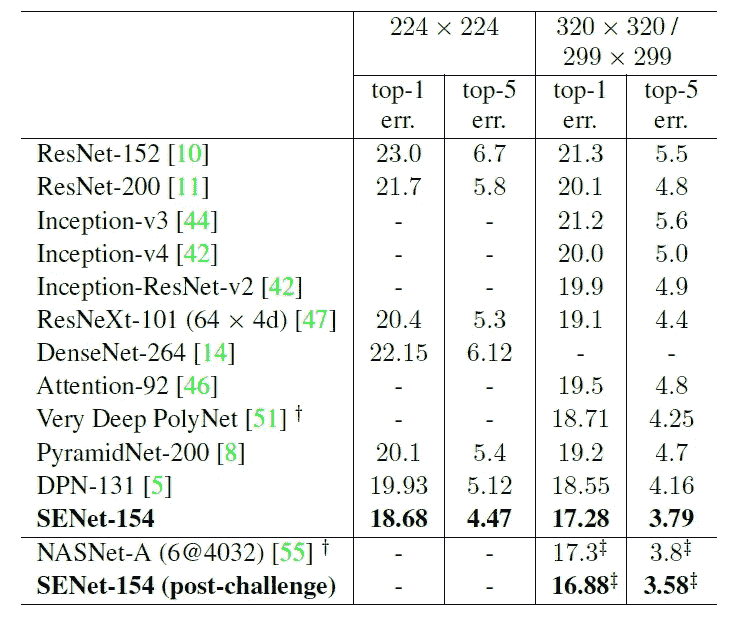 224 × 224 320 × 320 /
299 × 299
top-1 top-5 top-1 top-5
err. err. err. err.
ResNet-152 [10] 23.0 6.7 21.3 5.5
ResNet-200 [11] 21.7 5.8 20.1 4.8
Inception-v3 [44] - - 21.2 5.6
Inception-v4 [42] - - 20.0 5.0
Inception-ResNet-v2 [42] - - 19.9 4.9
ResNeXt-101 (64 × 4d) [47] 20.4 5.3 19.1 4.4
DenseNet-264 [14] 22.15 6.12 - -
Attention-92 [46] - - 19.5 4.8
Very Deep PolyNet [51] † - - 18.71 4.25
PyramidNet-200 [8] 20.1 5.4 19.2 4.7
DPN-131 [5] 19.93 5.12 18.55 4.16
SENet-154 18.68 4.47 17.28 3.79
NASNet-A (6@4032) [55] † - - 17.3‡ 3.8‡
SENet-154 (post-challenge) - - 16.88‡ 3.58‡